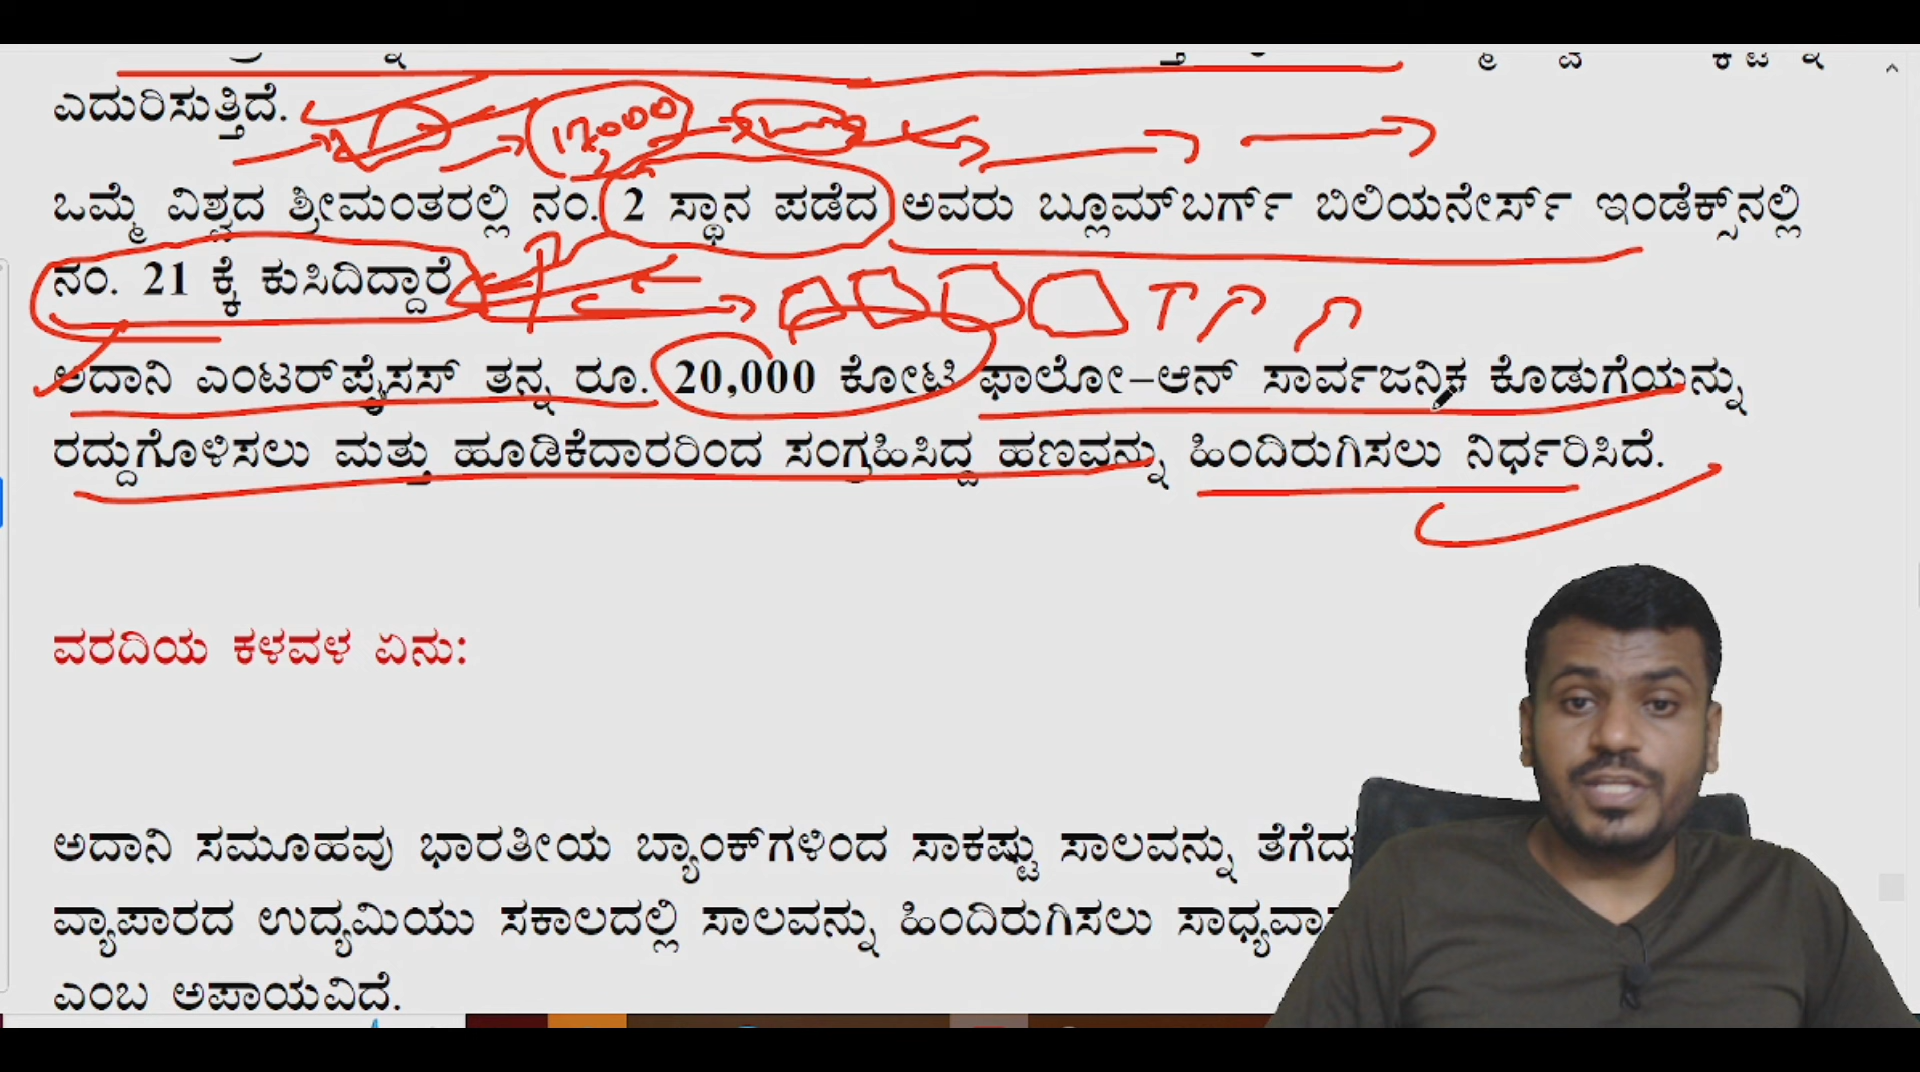 ಎದುರಿಸುತ್ತಿದೆ.
17,000
ಒಮ್ಮೆ ವಿಶ್ವದ ಶ್ರೀಮಂತರಲ್ಲಿ ನಂ. 2 ಸ್ಥಾನ ಪಡೆದ ಅವರು ಬ್ಲೂಮ್‌ಬರ್ಗ್ ಬಿಲಿಯನೇರ್ಸ್ ಇಂಡೆಕ್ಸ್‌ನಲ್ಲಿ
ನಂ. 21 ಕ್ಕೆ ಕುಸಿದಿದ್ದಾರೆ
ಅದಾನಿ ಎಂಟರ್‌ಪ್ರೈಸಸ್ ತನ್ನ ರೂ. 20,000 ಕೋಟಿ ಫಾಲೋ-ಆನ್ ಸಾರ್ವಜನಿಕ ಕೊಡುಗೆಯನ್ನು
ರದ್ದುಗೊಳಿಸಲು ಮತ್ತು ಹೂಡಿಕೆದಾರರಿಂದ ಸಂಗ್ರಹಿಸಿದ್ದ ಹಣವನ್ನು ಹಿಂದಿರುಗಿಸಲು ನಿರ್ಧರಿಸಿದೆ.
ವರದಿಯ ಕಳವಳ ಏನು:
ಅದಾನಿ ಸಮೂಹವು ಭಾರತೀಯ ಬ್ಯಾಂಕ್‌ಗಳಿಂದ ಸಾಕಷ್ಟು ಸಾಲವನ್ನು
ವ್ಯಾಪಾರದ ಉದ್ಯಮಿಯು ಸಕಾಲದಲ್ಲಿ ಸಾಲವನ್ನು ಹಿಂದಿರುಗಿಸಲು
ಎಂಬ ಅಪಾಯವಿದೆ.